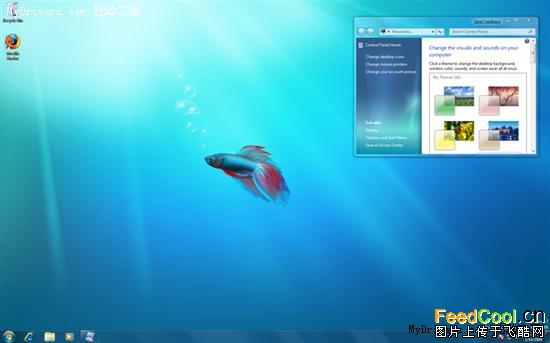 MyDrivers.com 驱动之家
Recycle Bin
Mozilla
Firefox
Send Feedback
Personaliz...
Search Control Panel
Control Panel Home
Change desktop icons
Change mouse pointers
Change your account picture
See also
Display
Taskbar and Start Menu
Ease of Access Center
Change the visuals and sounds on your
computer
Click a theme to change the desktop background,
window color, sounds, and screen saver all at once.
My Themes (36)
FeedCool.cn
MyDr
图片上传于飞酷网